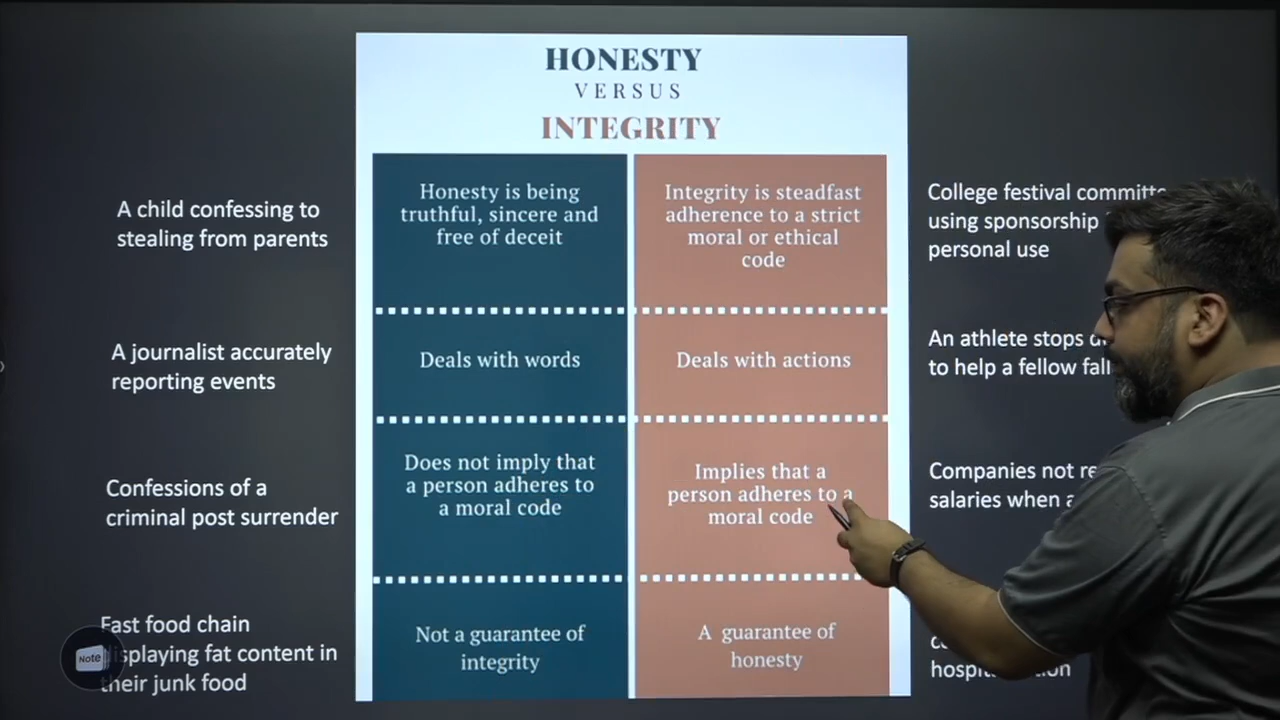 HONESTY
VERSUS
INTEGRITY
A child confessing to
stealing from parents
Honesty is being
truthful, sincere and
free of deceit
Integrity is steadfast
adherence to a strict
moral or ethical
code
College festival
using sponsorship
personal use
A journalist accurately
reporting events
Deals with words
Deals with actions
An athlete stops
to help a fellow
Confessions of a
criminal post surrender
Does not imply that
a person adheres to
a moral code
Implies that a
person adheres to a
moral code
Companies not
salaries when
Fast food chain
displaying fat content in
their junk food
Note
Not a guarantee of
integrity
A guarantee of
honesty